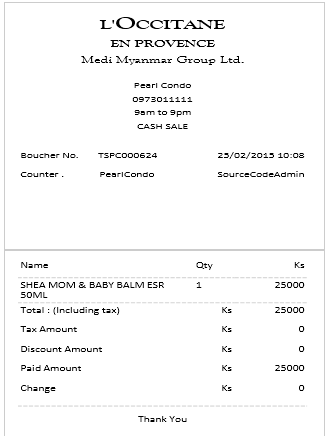 L'OCCITANE
EN PROVENCE
Medi Myanmar Group Ltd.
Pearl Condo
0973011111
9am to 9pm
CASH SALE
Boucher No. TSPC000624 25/02/2015 10:08
Counter . PearlCondo SourceCodeAdmin
Name Qty Ks
SHEA MOM & BABY BALM ESR 1 25000
50ML
Total : (Including tax) Ks 25000
Tax Amount Ks 0
Discount Amount Ks 0
Paid Amount Ks 25000
Change Ks 0
Thank You